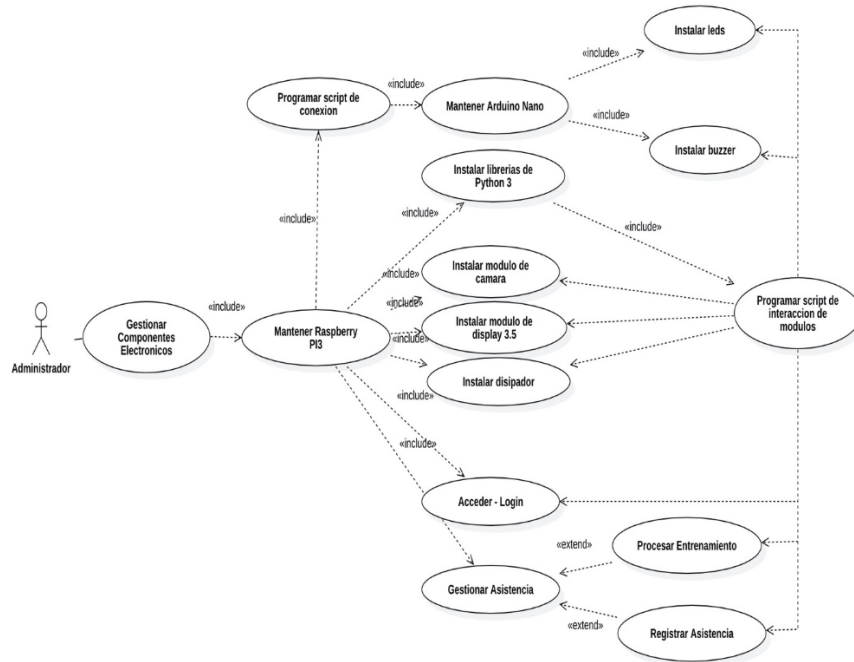 Instalar leds
«include»
«include»
Programar script de
conexion
Mantener Arduino Nano
«include»
Instalar buzzer
Instalar librerias de
Python 3
«include»
«include»
«include»
Instalar modulo de
camara
«include»
«include»
Programar script de
interaccion de
modulos
Gestionar
Componentes
Electronicos
«include»
Mantener Raspberry
PI3
Instalar modulo de
display 3.5
«include»
Administrador
Instalar disipador
«include»
«include»
Acceder - Login
«extend»
Procesar Entrenamiento
Gestionar Asistencia
«extend»
Registrar Asistencia